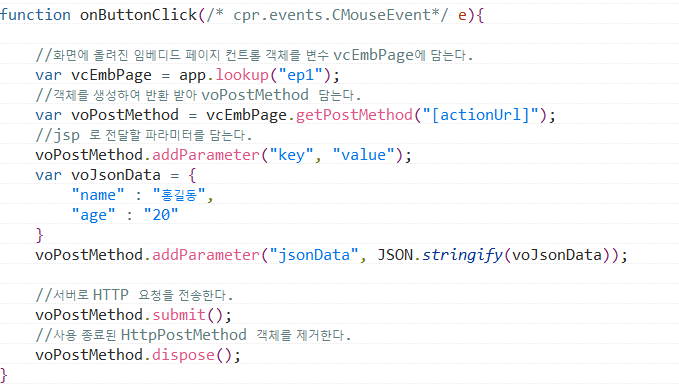 function onButtonClick(/* cpr.events.CMouseEvent*/ e){
//화면에 올려진 임베디드 페이지 컨트롤 객체를 변수 vcEmbPage에 담는다.
var vcEmbPage = app.lookup("ep1");
//객체를 생성하여 반환 받아 voPostMethod 담는다.
var voPostMethod = vcEmbPage.getPostMethod("[actionUrl]");
//jsp 로 전달할 파라미터를 담는다.
voPostMethod.addParameter("key", "value");
var voJsonData = {
"name" : "홍길동",
"age" : "20"
}
voPostMethod.addParameter("jsonData", JSON.stringify(voJsonData));
//서버로 HTTP 요청을 전송한다.
voPostMethod.submit();
//사용 종료된 HttpPostMethod 객체를 제거한다.
voPostMethod.dispose();
}